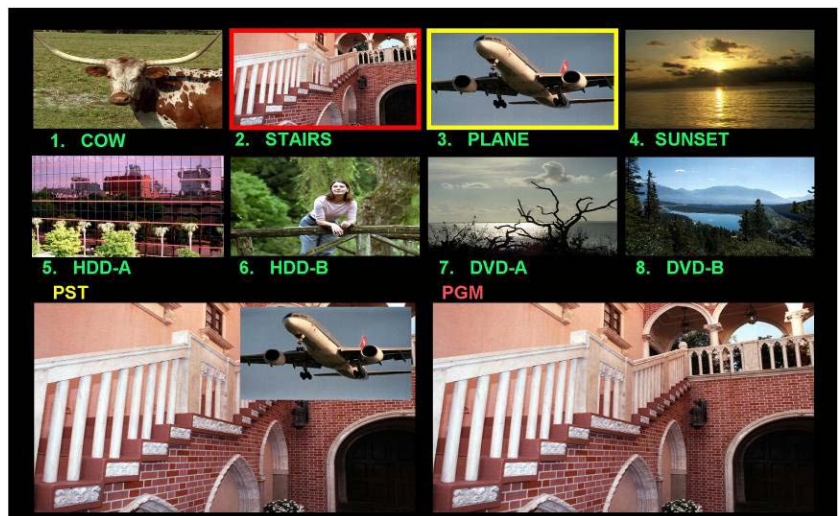 1. COW
2. STAIRS
3. PLANE
4. SUNSET
5. HDD-A
6. HDD-B
7. DVD-A
8. DVD-B
PST
PGM